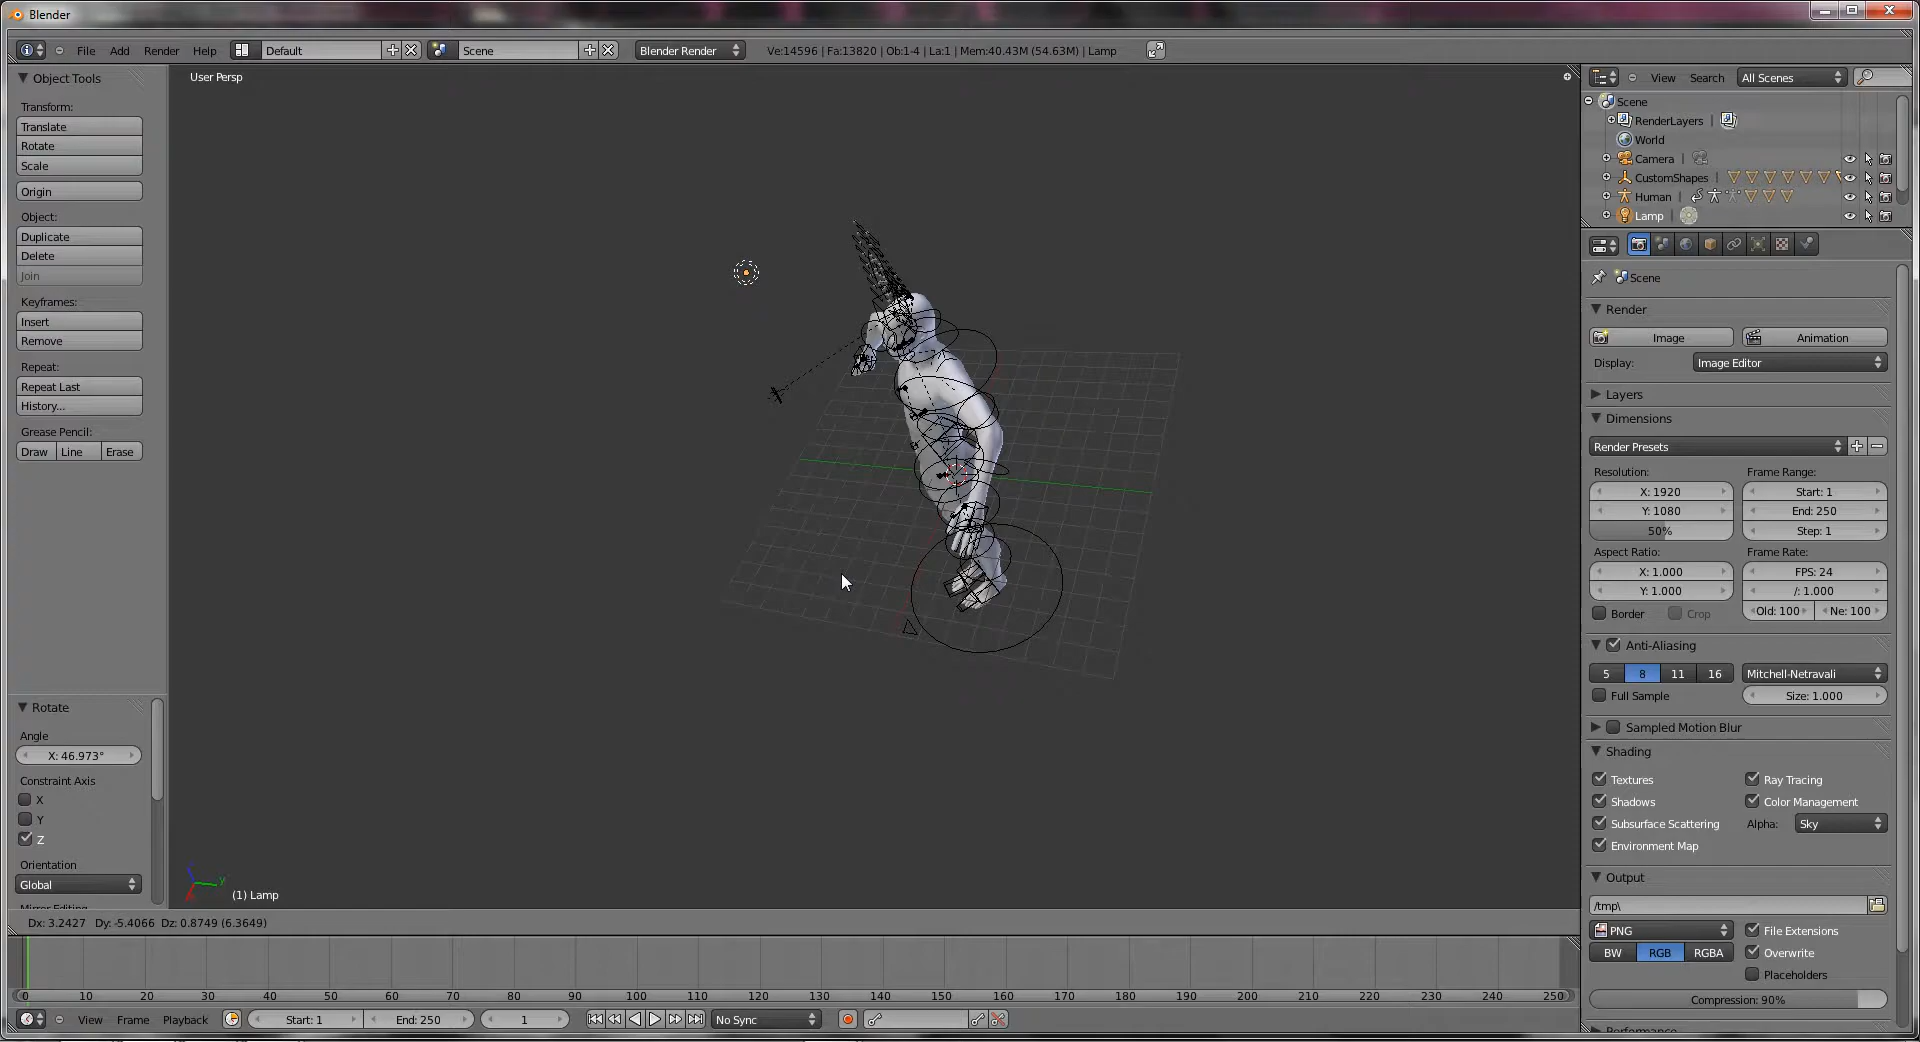 Blender
File Add Render Help Default Scene Blender Render Ve:14596 | Fa:13820 | Ob:1-4 | La:1 | Mem:40.43M (54.63M) | Lamp
Object Tools
Transform:
Translate
Rotate
Scale
Origin
Object:
Duplicate
Delete
Join
Keyframes:
Insert
Remove
Repeat:
Repeat Last
History...
Grease Pencil:
Draw Line Erase
Rotate
Angle
X: 46.973°
Constraint Axis
X
Y
Z
Orientation
Global
User Persp
y
(1) Lamp
Dx: 3.2427 Dy: -5.4066 Dz: 0.8749 (6.3649)
View Search All Scenes
Scene
RenderLayers |
World
Camera |
CustomShapes |
Human |
Lamp |
Scene
Render
Image Animation
Display: Image Editor
Layers
Dimensions
Render Presets
Resolution: Frame Range:
X: 1920 Start: 1
Y: 1080 End: 250
50% Step: 1
Aspect Ratio: Frame Rate:
X: 1.000 FPS: 24
Y: 1.000 /: 1.000
Border Crop Old: 100 Ne: 100
Anti-Aliasing
5 8 11 16 Mitchell-Netravali
Full Sample Size: 1.000
Sampled Motion Blur
Shading
Textures Ray Tracing
Shadows Color Management
Subsurface Scattering Alpha: Sky
Environment Map
Output
/tmp\
PNG File Extensions
BW RGB RGBA Overwrite
Placeholders
Compression: 90%
0 10 20 30 40 50 60 70 80 90 100 110 120 130 140 150 160 170 180 190 200 210 220 230 240 250
View Frame Playback Start: 1 End: 250 1 No Sync